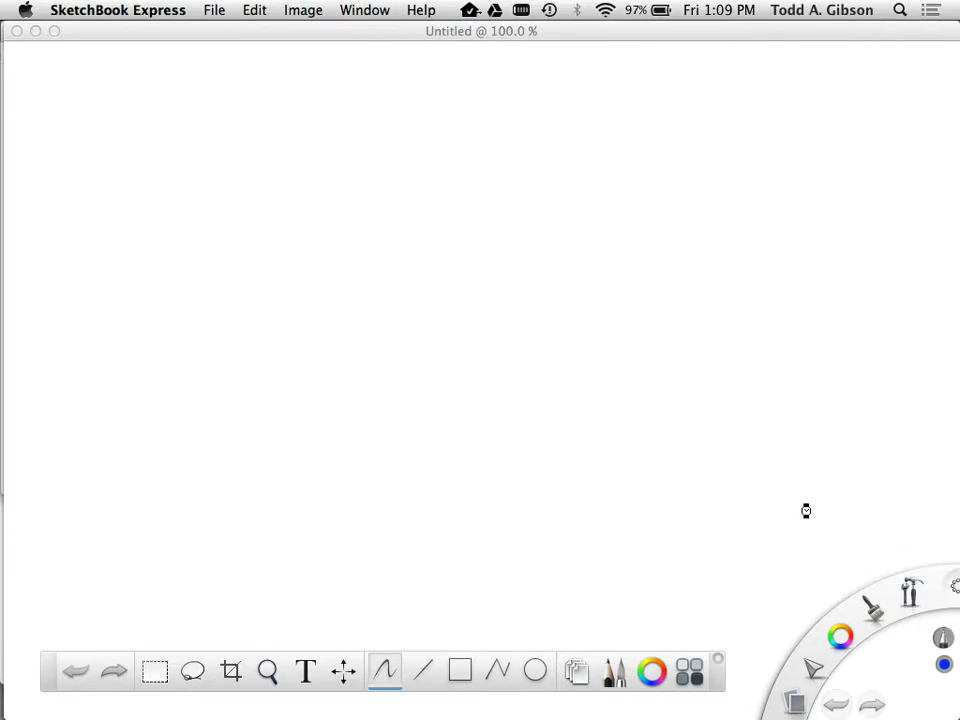 SketchBook Express File Edit Image Window Help 97% Fri 1:09 PM Todd A. Gibson
Untitled @ 100.0 %
T